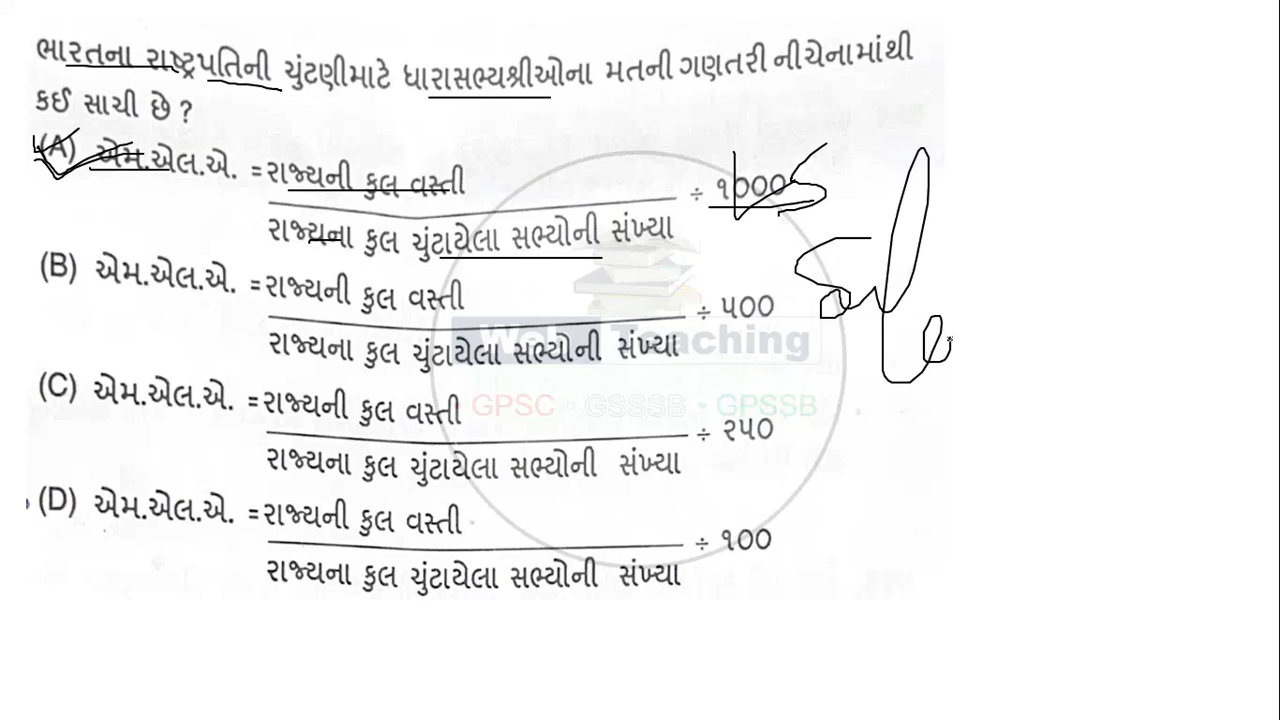 ભારતના રાષ્ટ્રપતિની ચુંટણીમાટે ધારાસભ્યશ્રીઓના મતની ગણતરી નીચેનામાંથી
કઈ સાચી છે ?
(A) એમ.એલ.એ. = રાજ્યની કુલ વસ્તી
÷ ૧૦૦૦
રાજ્યના કુલ ચુંટાયેલા સભ્યોની સંખ્યા
(B) એમ.એલ.એ. = રાજ્યની કુલ વસ્તી
÷ ૫૦૦
રાજ્યના કુલ ચુંટાયેલા સભ્યોની સંખ્યા
Web Teaching
(C) એમ.એલ.એ. = રાજ્યની કુલ વસ્તી
GPSC • GSSSB • GPSSB
÷ ૨૫૦
રાજ્યના કુલ ચુંટાયેલા સભ્યોની સંખ્યા
(D) એમ.એલ.એ. = રાજ્યની કુલ વસ્તી
÷ ૧૦૦
રાજ્યના કુલ ચુંટાયેલા સભ્યોની સંખ્યા